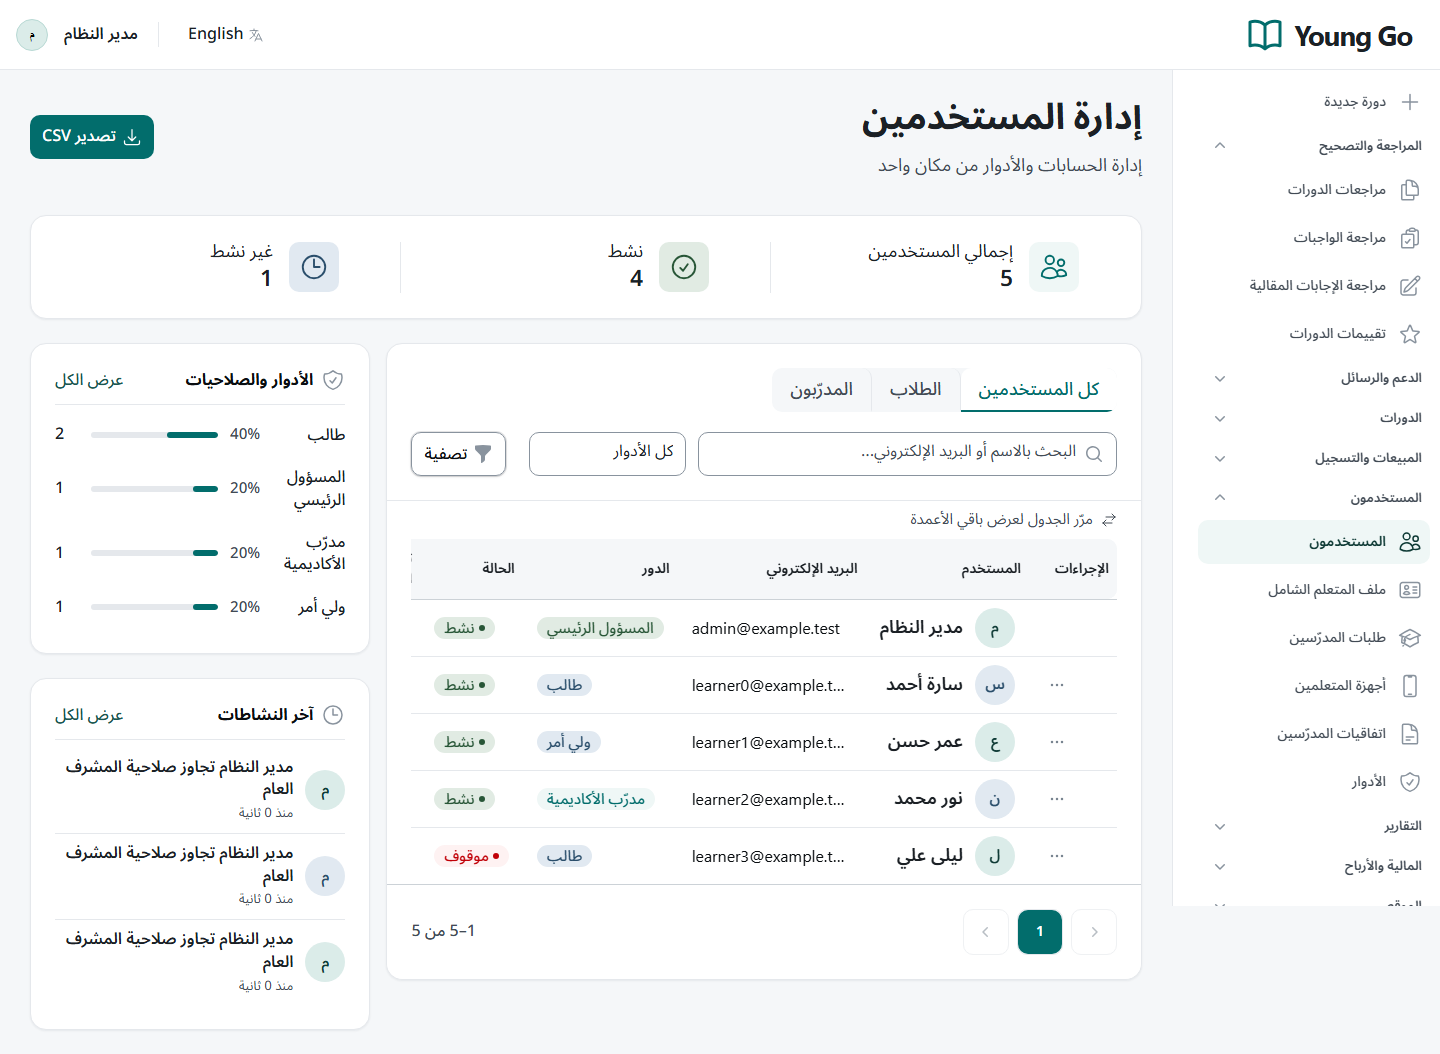 Young Go
English
مدير النظام
م
دورة جديدة
المراجعة والتصحيح
مراجعات الدورات
مراجعة الواجبات
مراجعة الإجابات المقالية
تقييمات الدورات
الدعم والرسائل
الدورات
المبيعات والتسجيل
المستخدمون
المستخدمون
ملف المتعلم الشامل
طلبات المدرّسين
أجهزة المتعلمين
اتفاقيات المدرّسين
الأدوار
التقارير
المالية والأرباح
إدارة المستخدمين
إدارة الحسابات والأدوار من مكان واحد
تصدير CSV
إجمالي المستخدمين
5
نشط
4
غير نشط
1
كل المستخدمين
الطلاب
المدرّبون
البحث بالاسم أو البريد الإلكتروني...
كل الأدوار
تصفية
مرّر الجدول لعرض باقي الأعمدة
الإجراءات المستخدم البريد الإلكتروني الدور الحالة
م مدير النظام admin@example.test المسؤول الرئيسي نشط
... س سارة أحمد learner0@example.t... طالب نشط
... ع عمر حسن learner1@example.t... ولي أمر نشط
... ن نور محمد learner2@example.t... مدرّب الأكاديمية نشط
... ل ليلى علي learner3@example.t... طالب موقوف
1
1–5 من 5
الأدوار والصلاحيات
عرض الكل
طالب 40% 2
المسؤول
الرئيسي 20% 1
مدرّب
الأكاديمية 20% 1
ولي أمر 20% 1
آخر النشاطات
عرض الكل
م
مدير النظام تجاوز صلاحية المشرف
العام
منذ 0 ثانية
م
مدير النظام تجاوز صلاحية المشرف
العام
منذ 0 ثانية
م
مدير النظام تجاوز صلاحية المشرف
العام
منذ 0 ثانية